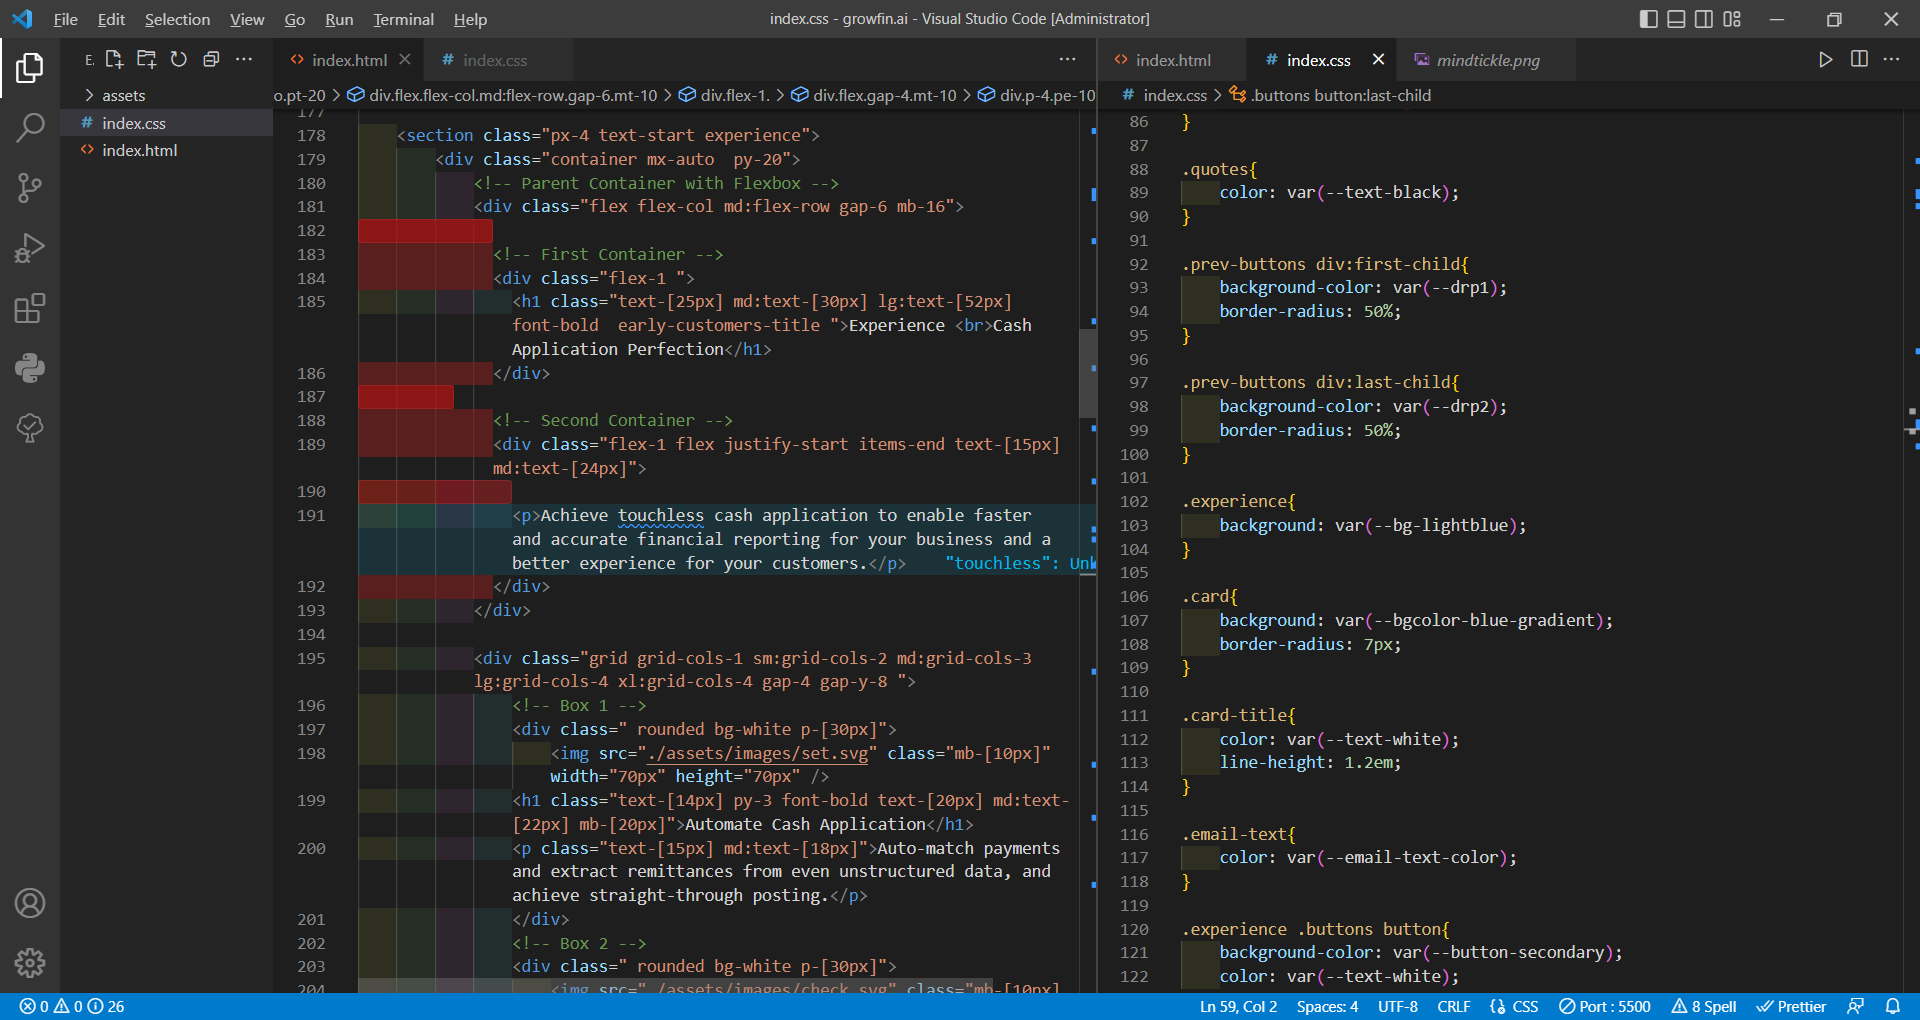 File Edit Selection View Go Run Terminal Help
index.css - growfin.ai - Visual Studio Code [Administrator]
E.
assets
# index.css
<> index.html
<> index.html
# index.css
o.pt-20 > div.flex.flex-col.md:flex-row.gap-6.mt-10 > div.flex-1. > div.flex.gap-4.mt-10 > div.p-4.pe-10
177
178 <section class="px-4 text-start experience">
179 <div class="container mx-auto  py-20">
180 <!-- Parent Container with Flexbox -->
181 <div class="flex flex-col md:flex-row gap-6 mb-16">
182
183 <!-- First Container -->
184 <div class="flex-1 ">
185 <h1 class="text-[25px] md:text-[30px] lg:text-[52px]
font-bold  early-customers-title ">Experience <br>Cash
Application Perfection</h1>
186 </div>
187
188 <!-- Second Container -->
189 <div class="flex-1 flex justify-start items-end text-[15px]
md:text-[24px]">
190
191 <p>Achieve touchless cash application to enable faster
and accurate financial reporting for your business and a
better experience for your customers.</p> "touchless": Unk
192 </div>
193 </div>
194
195 <div class="grid grid-cols-1 sm:grid-cols-2 md:grid-cols-3
lg:grid-cols-4 xl:grid-cols-4 gap-4 gap-y-8 ">
196 <!-- Box 1 -->
197 <div class=" rounded bg-white p-[30px]">
198 <img src="./assets/images/set.svg" class="mb-[10px]"
width="70px" height="70px" />
199 <h1 class="text-[14px] py-3 font-bold text-[20px] md:text-
[22px] mb-[20px]">Automate Cash Application</h1>
200 <p class="text-[15px] md:text-[18px]">Auto-match payments
and extract remittances from even unstructured data, and
achieve straight-through posting.</p>
201 </div>
202 <!-- Box 2 -->
203 <div class=" rounded bg-white p-[30px]">
204 <img src="./assets/images/check.svg" class="mb-[10px]
<> index.html
# index.css
mindtickle.png
# index.css > .buttons button:last-child
86 }
87
88 .quotes{
89 color: var(--text-black);
90 }
91
92 .prev-buttons div:first-child{
93 background-color: var(--drp1);
94 border-radius: 50%;
95 }
96
97 .prev-buttons div:last-child{
98 background-color: var(--drp2);
99 border-radius: 50%;
100 }
101
102 .experience{
103 background: var(--bg-lightblue);
104 }
105
106 .card{
107 background: var(--bgcolor-blue-gradient);
108 border-radius: 7px;
109 }
110
111 .card-title{
112 color: var(--text-white);
113 line-height: 1.2em;
114 }
115
116 .email-text{
117 color: var(--email-text-color);
118 }
119
120 .experience .buttons button{
121 background-color: var(--button-secondary);
122 color: var(--text-white);
0 0 26
Ln 59, Col 2 Spaces: 4 UTF-8 CRLF {} CSS Port : 5500 8 Spell Prettier